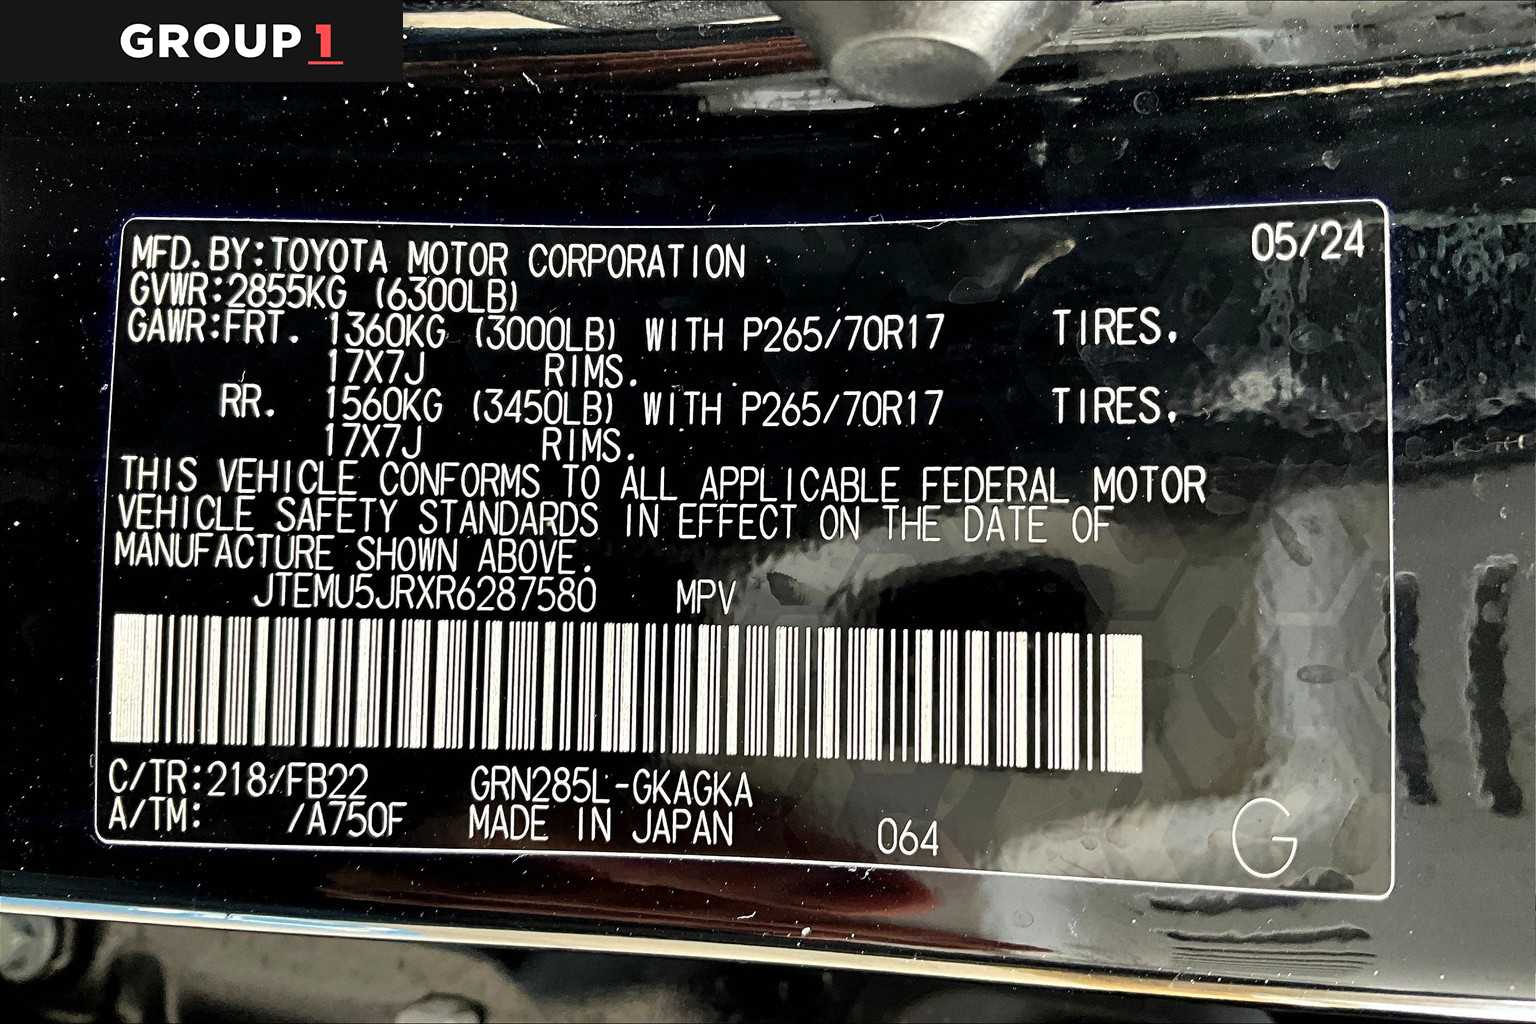 GROUP 1
05/24
MFD.BY:TOYOTA MOTOR CORPORATION
GVWR:2855KG (6300LB)
GAWR:FRT. 1360KG (3000LB) WITH P265/70R17 TIRES.
17X7J RIMS.
RR. 1560KG (3450LB) WITH P265/70R17 TIRES.
17X7J RIMS.
THIS VEHICLE CONFORMS TO ALL APPLICABLE FEDERAL MOTOR
VEHICLE SAFETY STANDARDS IN EFFECT ON THE DATE OF
MANUFACTURE SHOWN ABOVE.
JTEMU5JRXR6287580 MPV
C/TR:218/FB22 GRN285L-GKAGKA
A/TM: /A750F MADE IN JAPAN 064 G